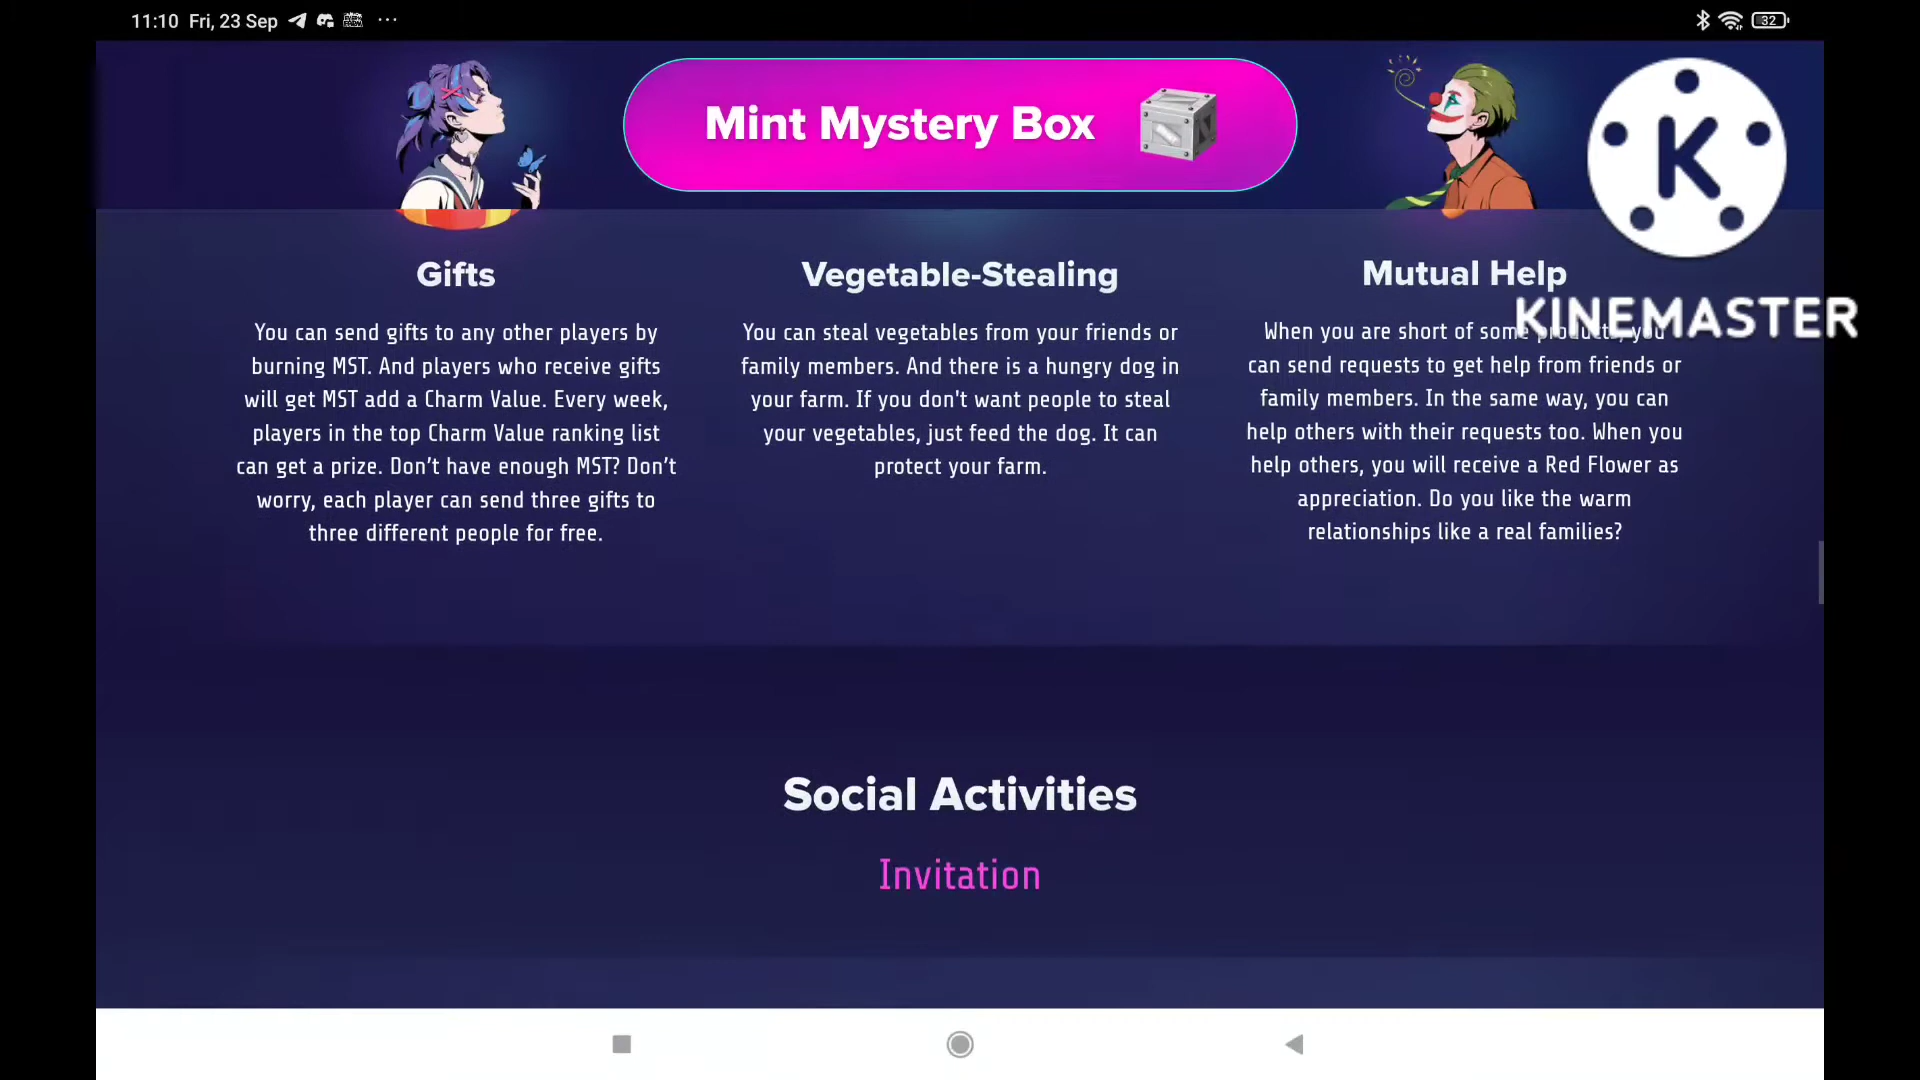 11:10 Fri, 23 Sep
32
Mint Mystery Box
K
KINEMASTER
Gifts
You can send gifts to any other players by
burning MST. And players who receive gifts
will get MST add a Charm Value. Every week,
players in the top Charm Value ranking list
can get a prize. Don’t have enough MST? Don’t
worry, each player can send three gifts to
three different people for free.
Vegetable-Stealing
You can steal vegetables from your friends or
family members. And there is a hungry dog in
your farm. If you don't want people to steal
your vegetables, just feed the dog. It can
protect your farm.
Mutual Help
When you are short of some products, you
can send requests to get help from friends or
family members. In the same way, you can
help others with their requests too. When you
help others, you will receive a Red Flower as
appreciation. Do you like the warm
relationships like a real families?
Social Activities
Invitation